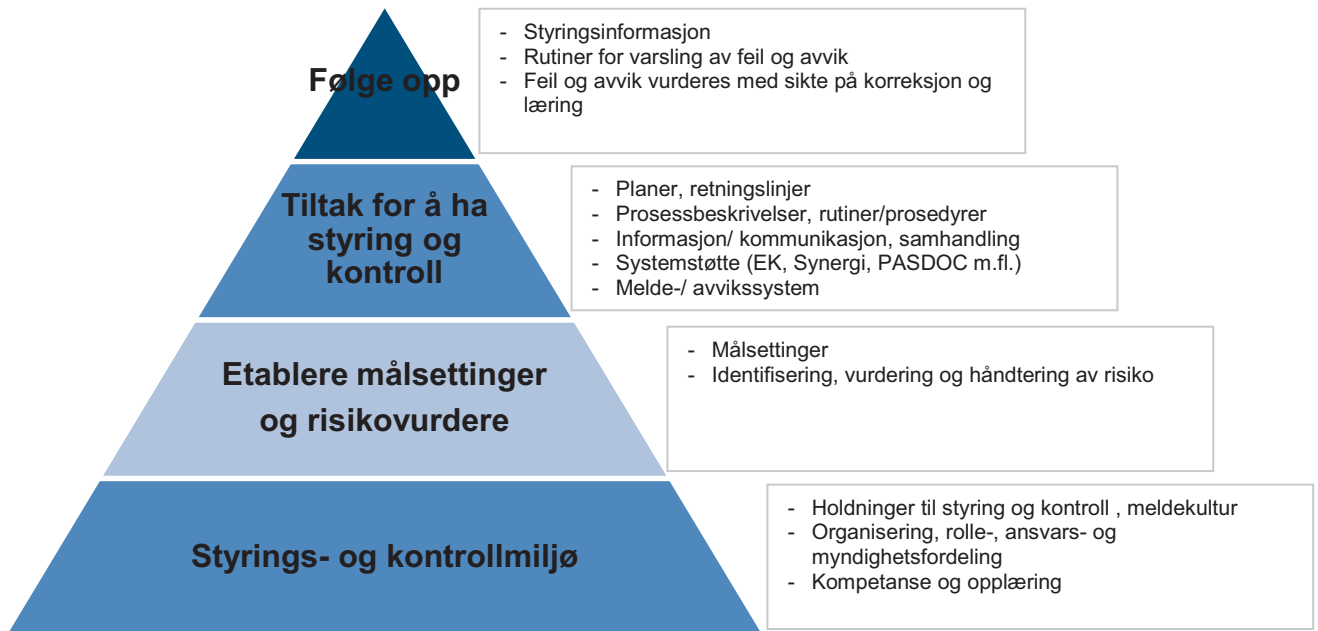 Følge opp
- Styringsinformasjon
- Rutiner for varsling av feil og avvik
- Feil og avvik vurderes med sikte på korreksjon og
læring
Tiltak for å ha
styring og
kontroll
- Planer, retningslinjer
- Prosessbeskrivelser, rutiner/prosedyrer
- Informasjon/ kommunikasjon, samhandling
- Systemstøtte (EK, Synergi, PASDOC m.fl.)
- Melde-/ avvikssystem
Etablere målsettinger
og risikovurdere
- Målsettinger
- Identifisering, vurdering og håndtering av risiko
Styrings- og kontrollmiljø
- Holdninger til styring og kontroll , meldekultur
- Organisering, rolle-, ansvars- og
myndighetsfordeling
- Kompetanse og opplæring